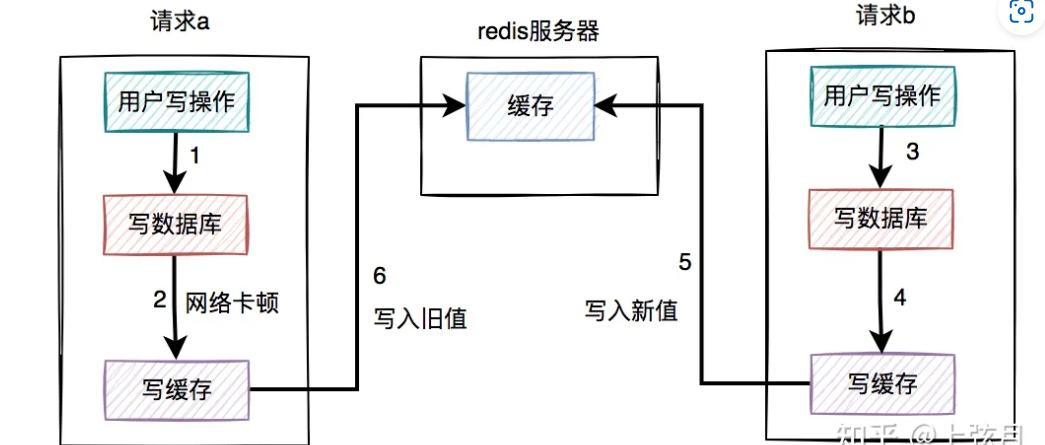 请求a
redis服务器
请求b
用户写操作
缓存
用户写操作
1
3
写数据库
写数据库
2
网络卡顿
6
写入旧值
5
写入新值
4
写缓存
写缓存
知乎 @上弦月